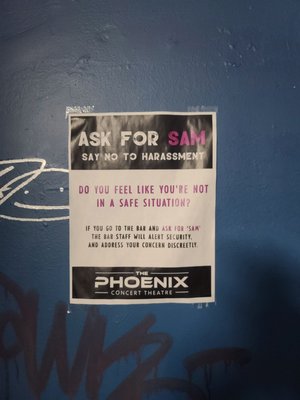 ASK FOR SAM
SAY NO TO HARASSMENT
DO YOU FEEL LIKE YOU'RE NOT
IN A SAFE SITUATION?
IF YOU GO TO THE BAR AND ASK FOR 'SAM'
THE BAR STAFF WILL ALERT SECURITY,
AND ADDRESS YOUR CONCERN DISCREETLY.
THE
PHOENIX
CONCERT THEATRE